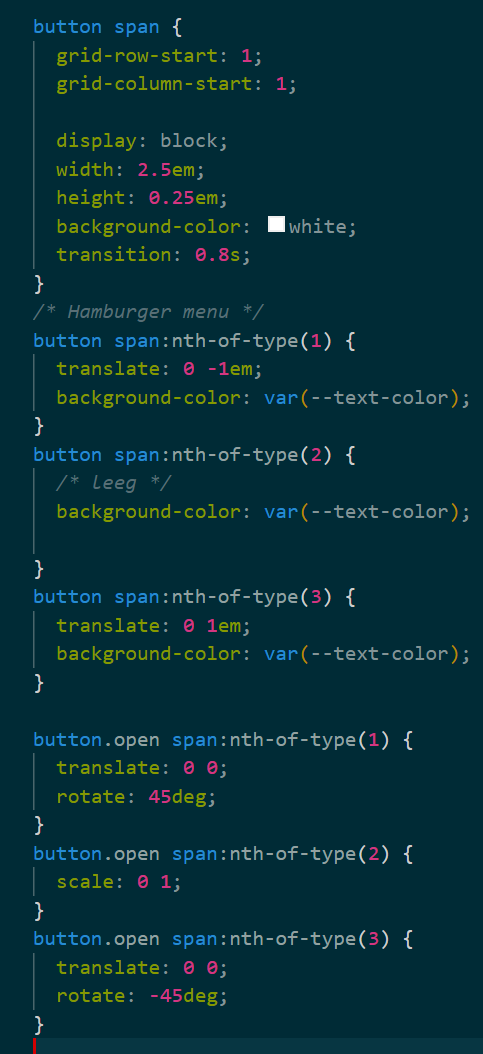 button span {
  grid-row-start: 1;
  grid-column-start: 1;

  display: block;
  width: 2.5em;
  height: 0.25em;
  background-color: white;
  transition: 0.8s;
}
/* Hamburger menu */
button span:nth-of-type(1) {
  translate: 0 -1em;
  background-color: var(--text-color);
}
button span:nth-of-type(2) {
  /* leeg */
  background-color: var(--text-color);

}
button span:nth-of-type(3) {
  translate: 0 1em;
  background-color: var(--text-color);
}

button.open span:nth-of-type(1) {
  translate: 0 0;
  rotate: 45deg;
}
button.open span:nth-of-type(2) {
  scale: 0 1;
}
button.open span:nth-of-type(3) {
  translate: 0 0;
  rotate: -45deg;
}